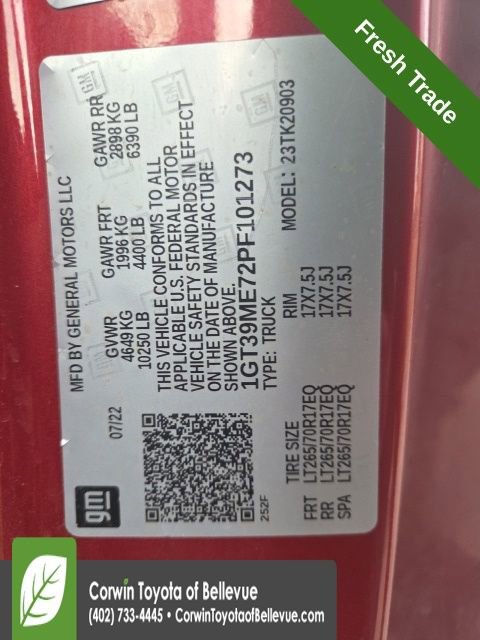 Fresh Trade
MFD BY GENERAL MOTORS LLC
07/22
GVWR GAWR FRT GAWR RR
4649 KG 1996 KG 2898 KG
10250 LB 4400 LB 6390 LB
THIS VEHICLE CONFORMS TO ALL
APPLICABLE U.S. FEDERAL MOTOR
VEHICLE SAFETY STANDARDS IN EFFECT
ON THE DATE OF MANUFACTURE
SHOWN ABOVE.
1GT39ME72PF101273
TYPE: TRUCK MODEL: 23TK20903
TIRE SIZE RIM
FRT LT265/70R17EQ 17X7.5J
RR LT265/70R17EQ 17X7.5J
SPA LT265/70R17EQ 17X7.5J
252F
gm
GM
GM
GM
Corwin Toyota of Bellevue
(402) 733-4445 • CorwinToyotaofBellevue.com